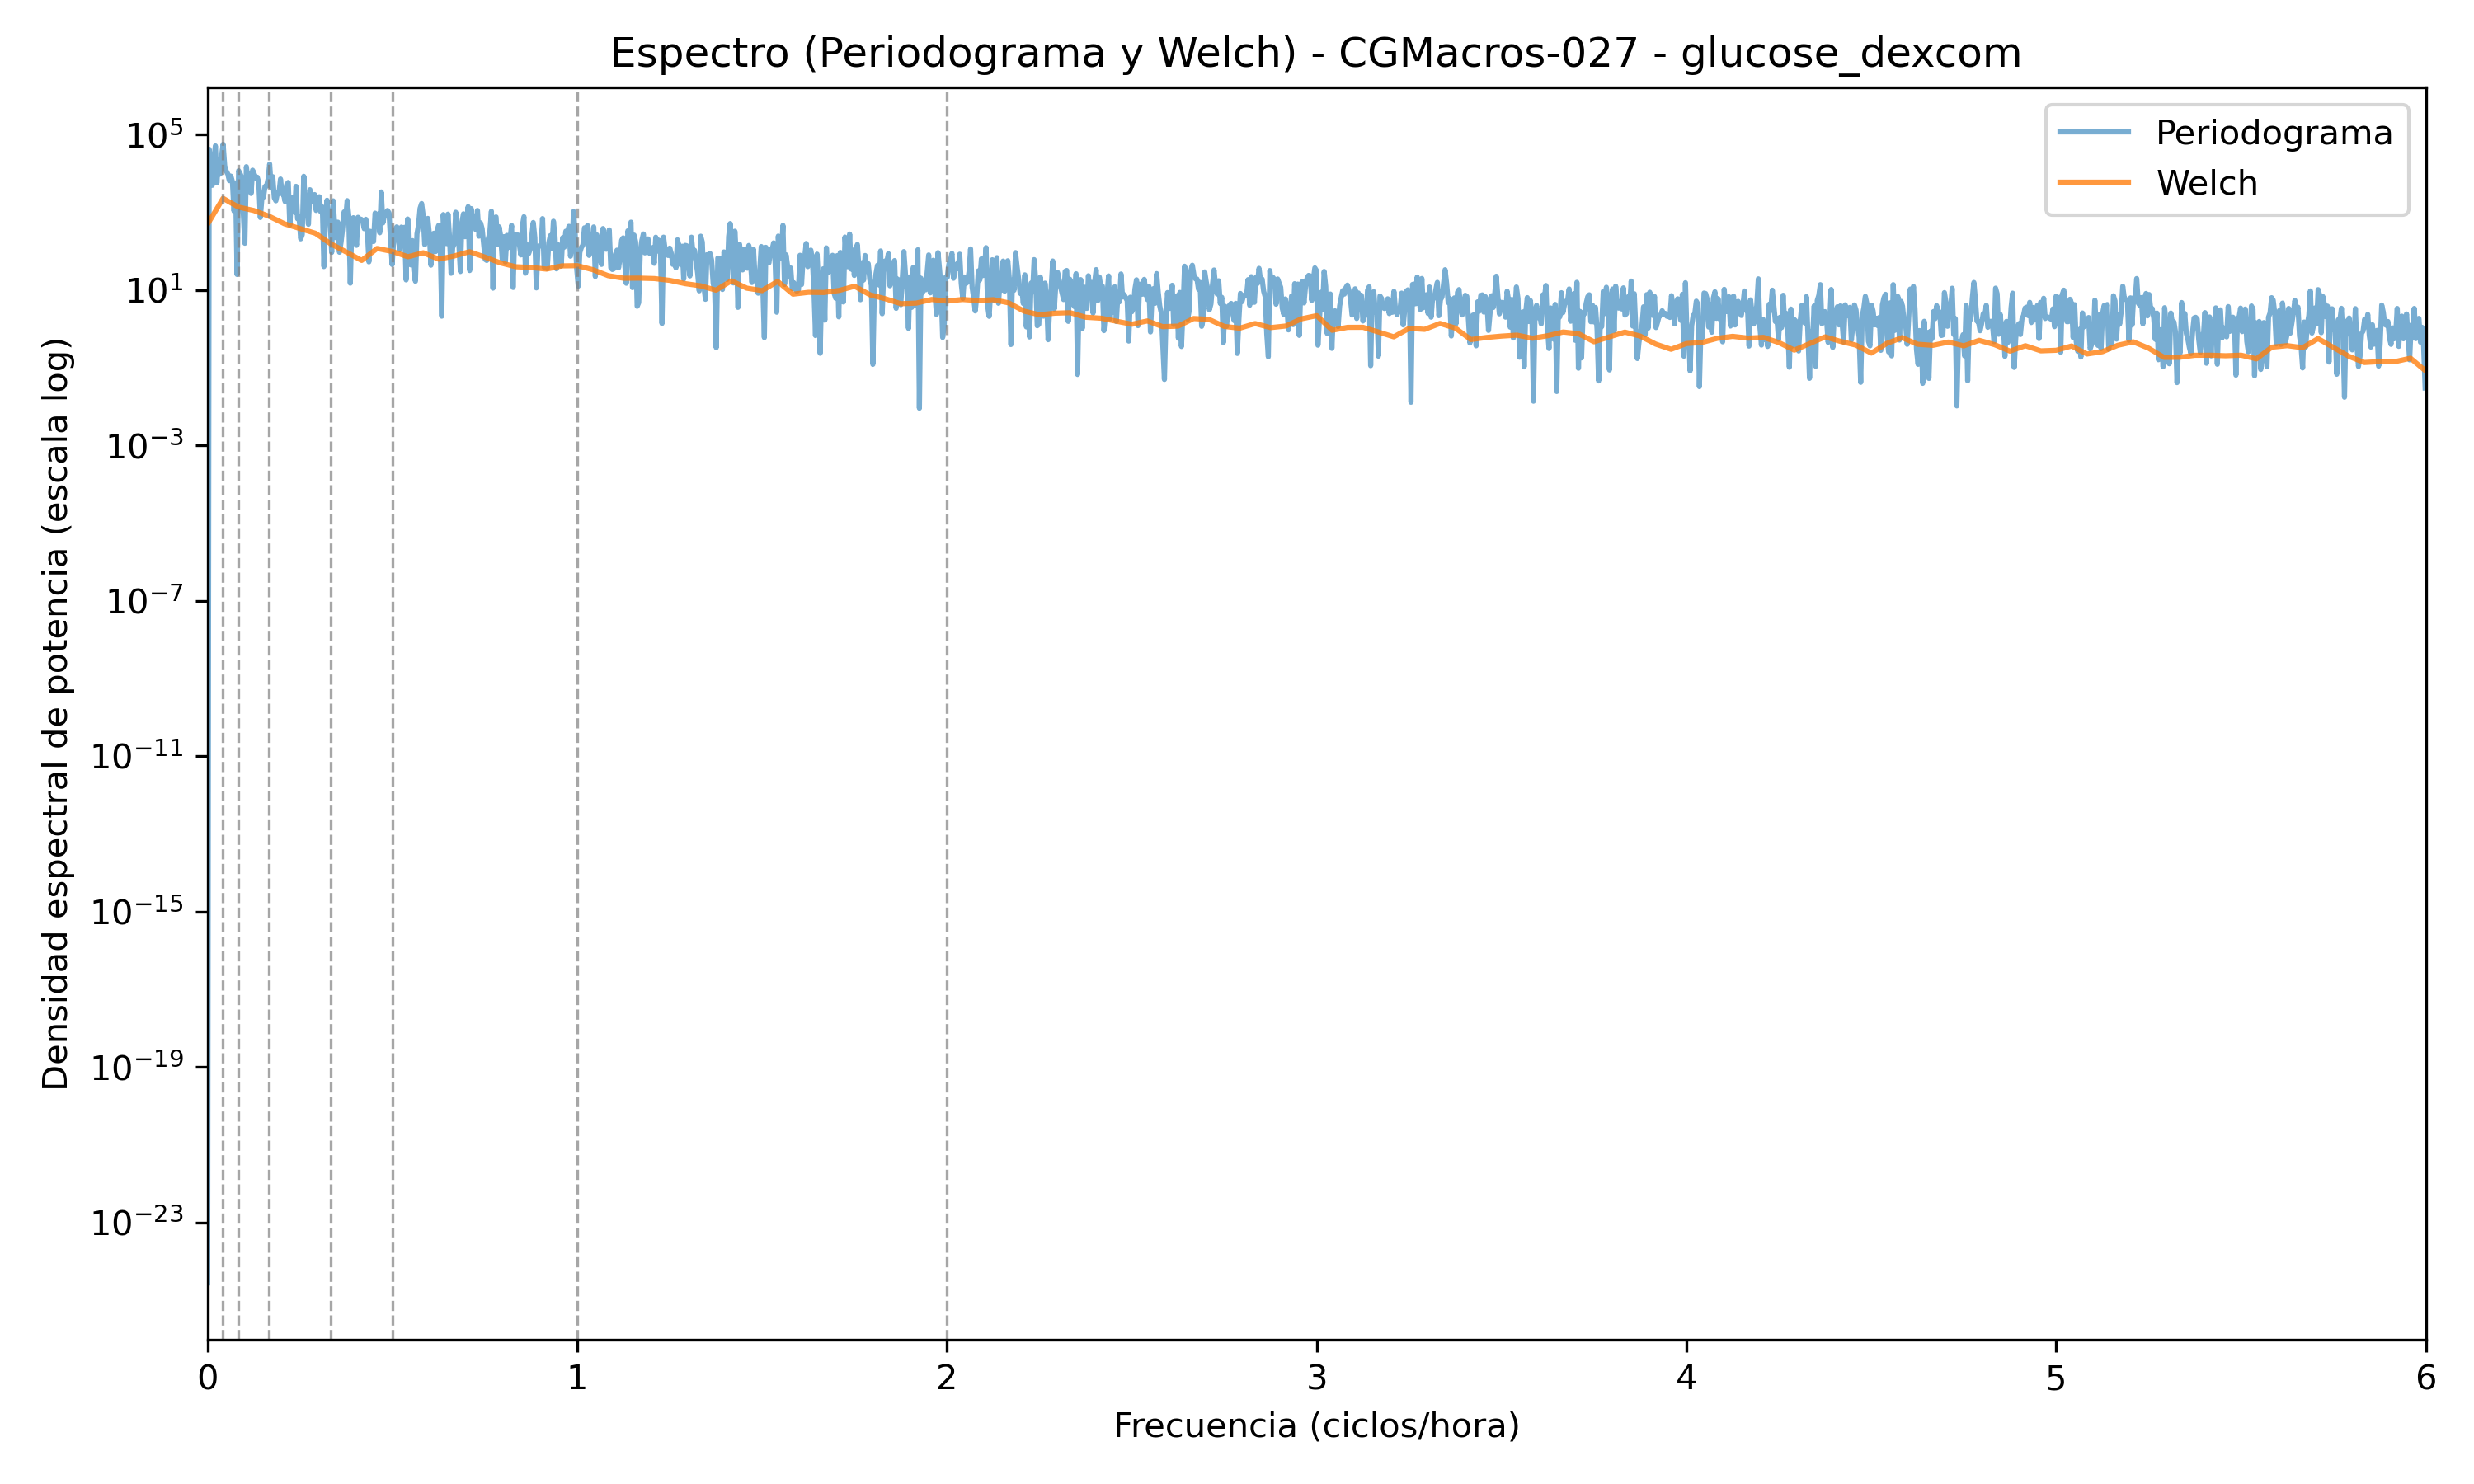 Espectro (Periodograma y Welch) - CGMacros-027 - glucose_dexcom
Periodograma
Welch
Densidad espectral de potencia (escala log)
10⁵
10¹
10⁻³
10⁻⁷
10⁻¹¹
10⁻¹⁵
10⁻¹⁹
10⁻²³
0 1 2 3 4 5 6
Frecuencia (ciclos/hora)